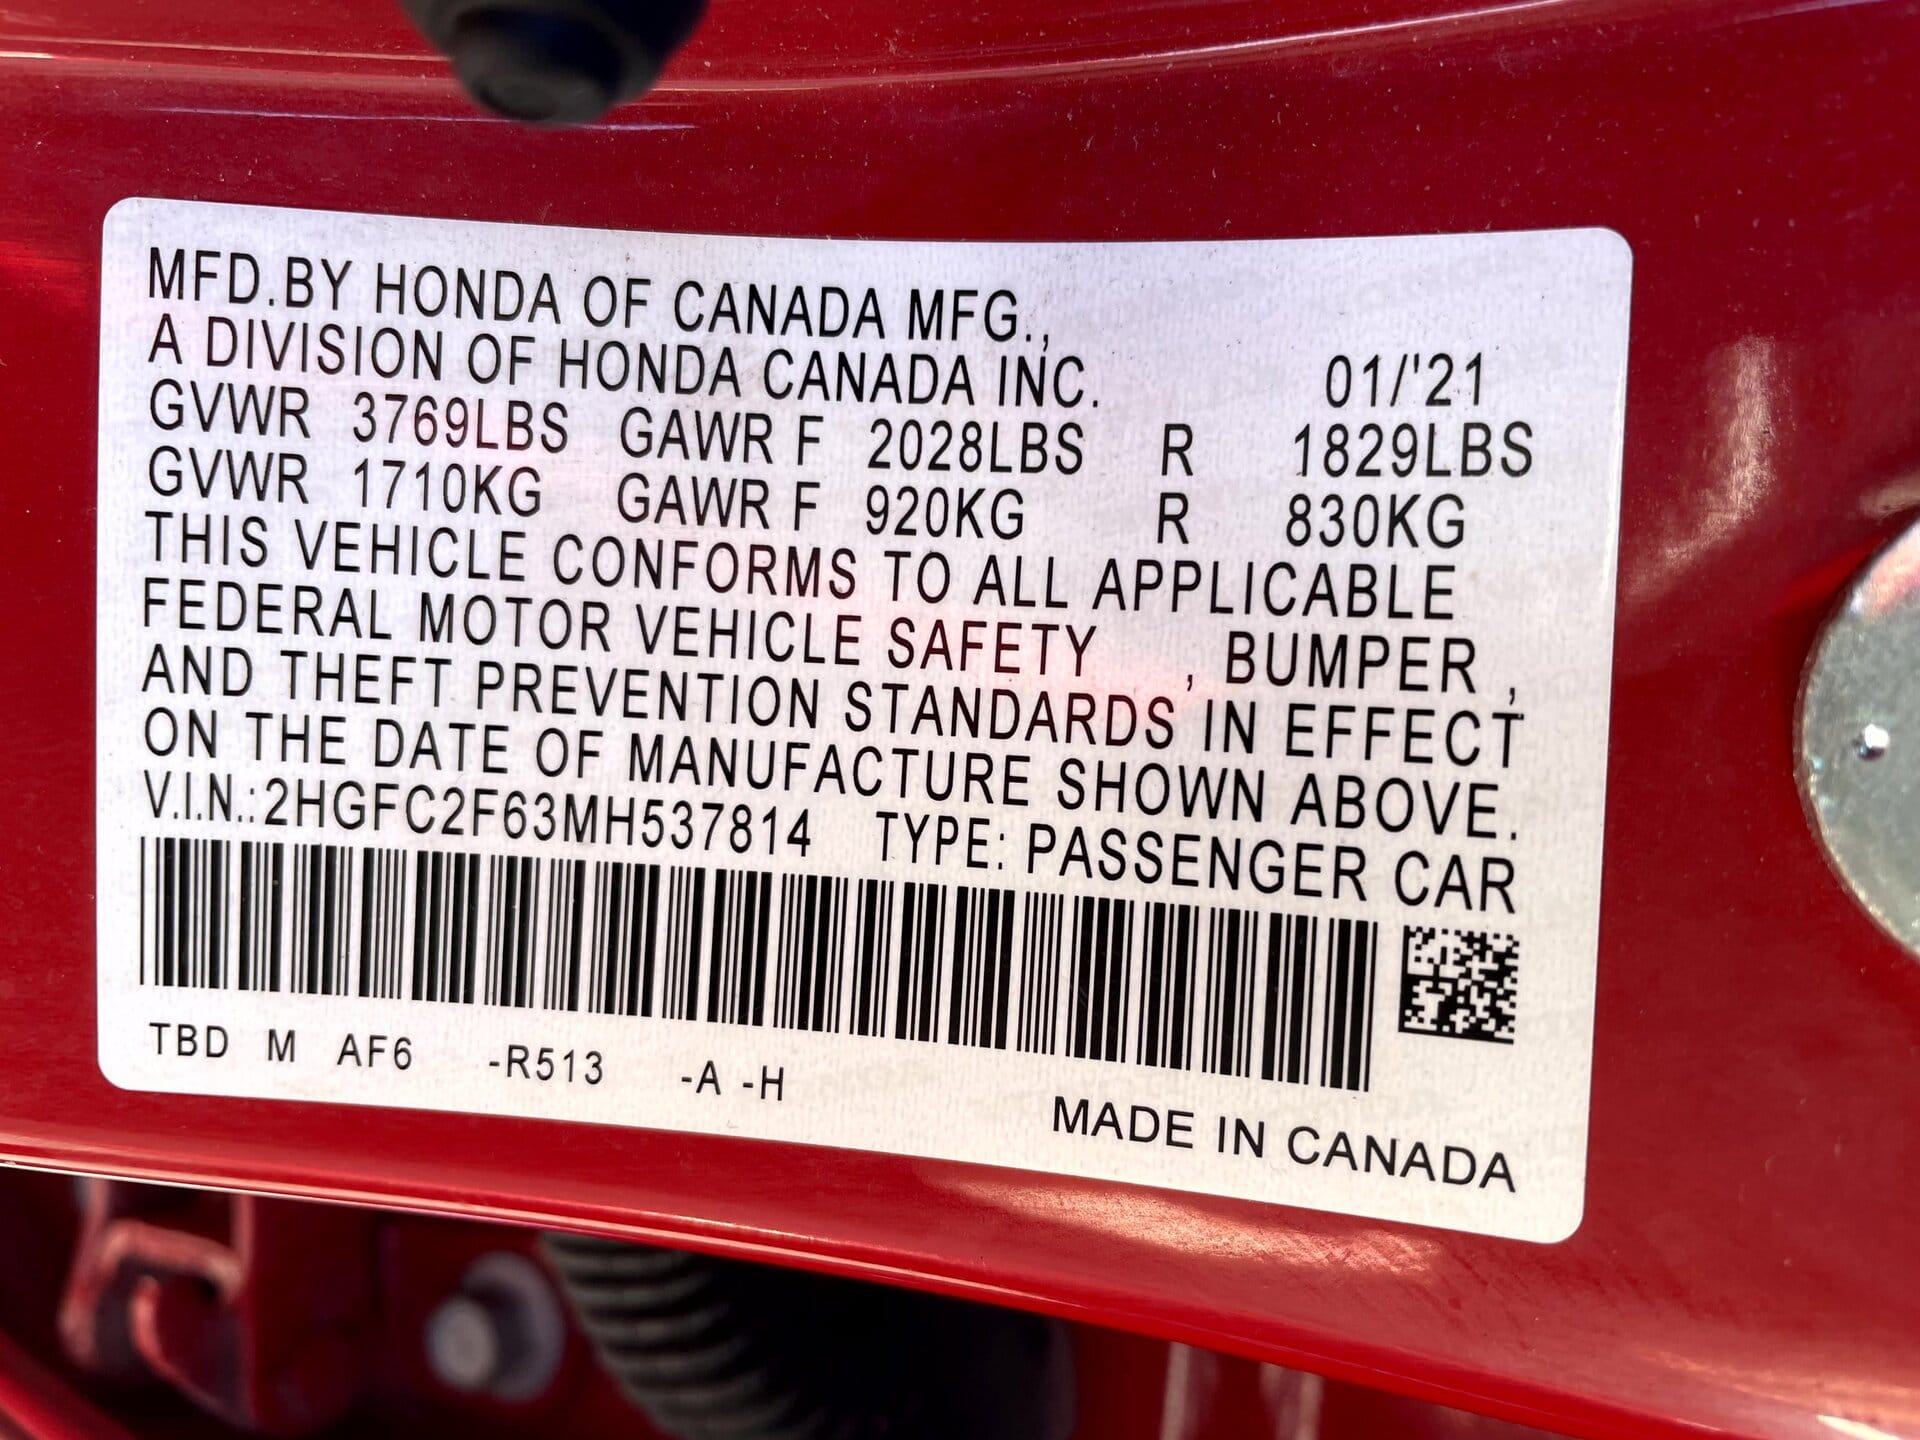 MFD.BY HONDA OF CANADA MFG.,
A DIVISION OF HONDA CANADA INC. 01/'21
GVWR 3769LBS GAWR F 2028LBS R 1829LBS
GVWR 1710KG GAWR F 920KG R 830KG
THIS VEHICLE CONFORMS TO ALL APPLICABLE
FEDERAL MOTOR VEHICLE SAFETY , BUMPER ,
AND THEFT PREVENTION STANDARDS IN EFFECT
ON THE DATE OF MANUFACTURE SHOWN ABOVE.
V.I.N.:2HGFC2F63MH537814 TYPE: PASSENGER CAR
TBD M AF6 -R513 -A -H
MADE IN CANADA